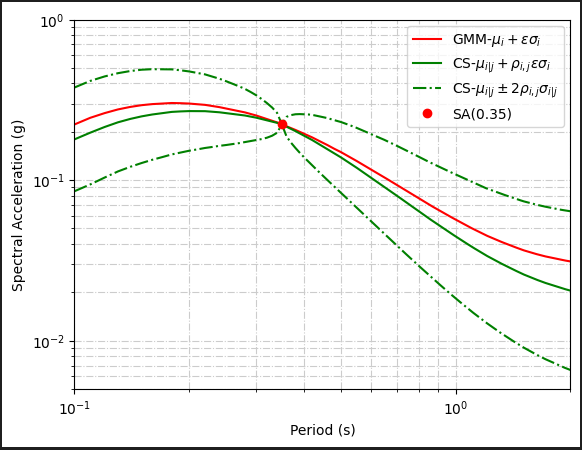 10⁰
10⁻¹
10⁻²
Spectral Acceleration (g)
GMM-μᵢ + εσᵢ
CS-μᵢ|ⱼ + ρᵢ,ⱼεσᵢ
CS-μᵢ|ⱼ ± 2ρᵢ,ⱼσᵢ|ⱼ
SA(0.35)
10⁻¹
10⁰
Period (s)